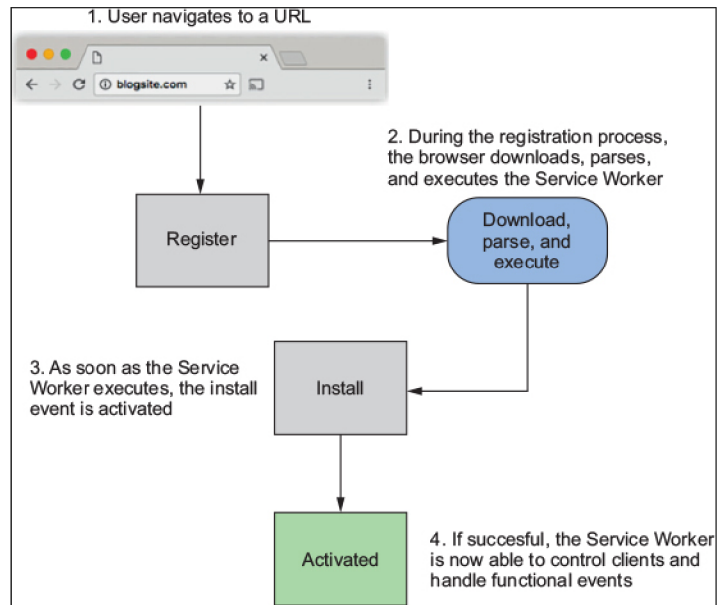 1. User navigates to a URL
blogsite.com
2. During the registration process,
the browser downloads, parses,
and executes the Service Worker
Register
Download,
parse, and
execute
3. As soon as the Service
Worker executes, the install
event is activated
Install
Activated
4. If succesful, the Service Worker
is now able to control clients and
handle functional events